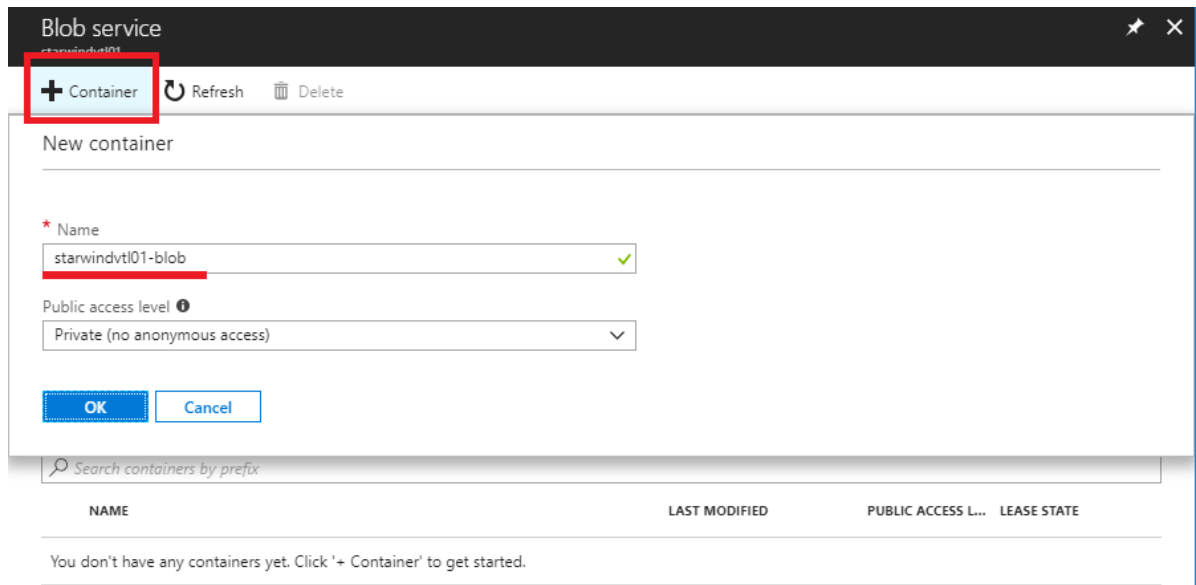 Blob service
starwindvtl01
Container Refresh Delete
New container
* Name
starwindvtl01-blob
Public access level
Private (no anonymous access)
OK Cancel
Search containers by prefix
NAME LAST MODIFIED PUBLIC ACCESS L... LEASE STATE
You don't have any containers yet. Click '+ Container' to get started.